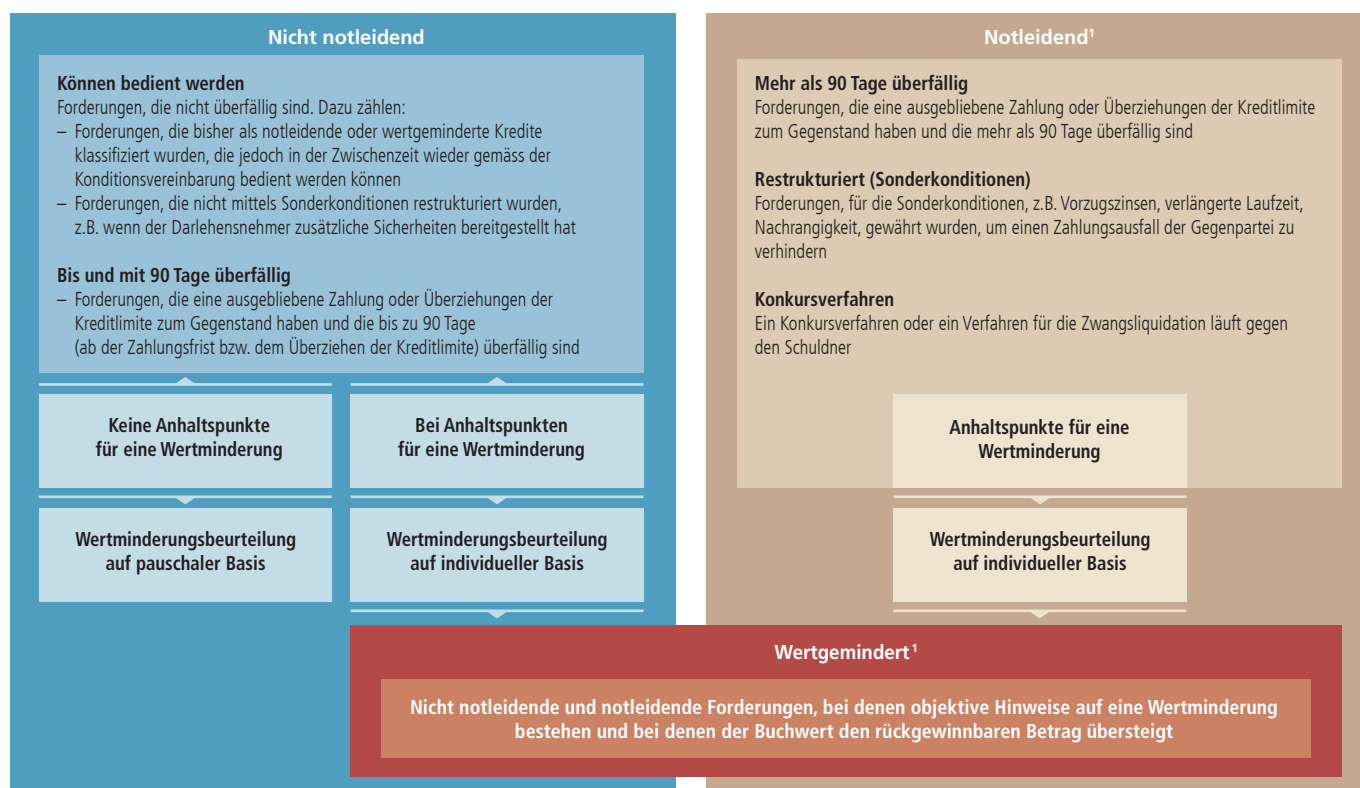 Nicht notleidend
Können bedient werden
Forderungen, die nicht überfällig sind. Dazu zählen:
– Forderungen, die bisher als notleidende oder wertgeminderte Kredite
klassifiziert wurden, die jedoch in der Zwischenzeit wieder gemäss der
Konditionsvereinbarung bedient werden können
– Forderungen, die nicht mittels Sonderkonditionen restrukturiert wurden,
z.B. wenn der Darlehensnehmer zusätzliche Sicherheiten bereitgestellt hat
Bis und mit 90 Tage überfällig
– Forderungen, die eine ausgebliebene Zahlung oder Überziehungen der
Kreditlimite zum Gegenstand haben und die bis zu 90 Tage
(ab der Zahlungsfrist bzw. dem Überziehen der Kreditlimite) überfällig sind
Keine Anhaltspunkte
für eine Wertminderung
Bei Anhaltspunkten
für eine Wertminderung
Wertminderungsbeurteilung
auf pauschaler Basis
Wertminderungsbeurteilung
auf individueller Basis
Notleidend¹
Mehr als 90 Tage überfällig
Forderungen, die eine ausgebliebene Zahlung oder Überziehungen der Kreditlimite
zum Gegenstand haben und die mehr als 90 Tage überfällig sind
Restrukturiert (Sonderkonditionen)
Forderungen, für die Sonderkonditionen, z.B. Vorzugszinsen, verlängerte Laufzeit,
Nachrangigkeit, gewährt wurden, um einen Zahlungsausfall der Gegenpartei zu
verhindern
Konkursverfahren
Ein Konkursverfahren oder ein Verfahren für die Zwangsliquidation läuft gegen
den Schuldner
Anhaltspunkte für eine
Wertminderung
Wertminderungsbeurteilung
auf individueller Basis
Wertgemindert¹
Nicht notleidende und notleidende Forderungen, bei denen objektive Hinweise auf eine Wertminderung
bestehen und bei denen der Buchwert den rückgewinnbaren Betrag übersteigt